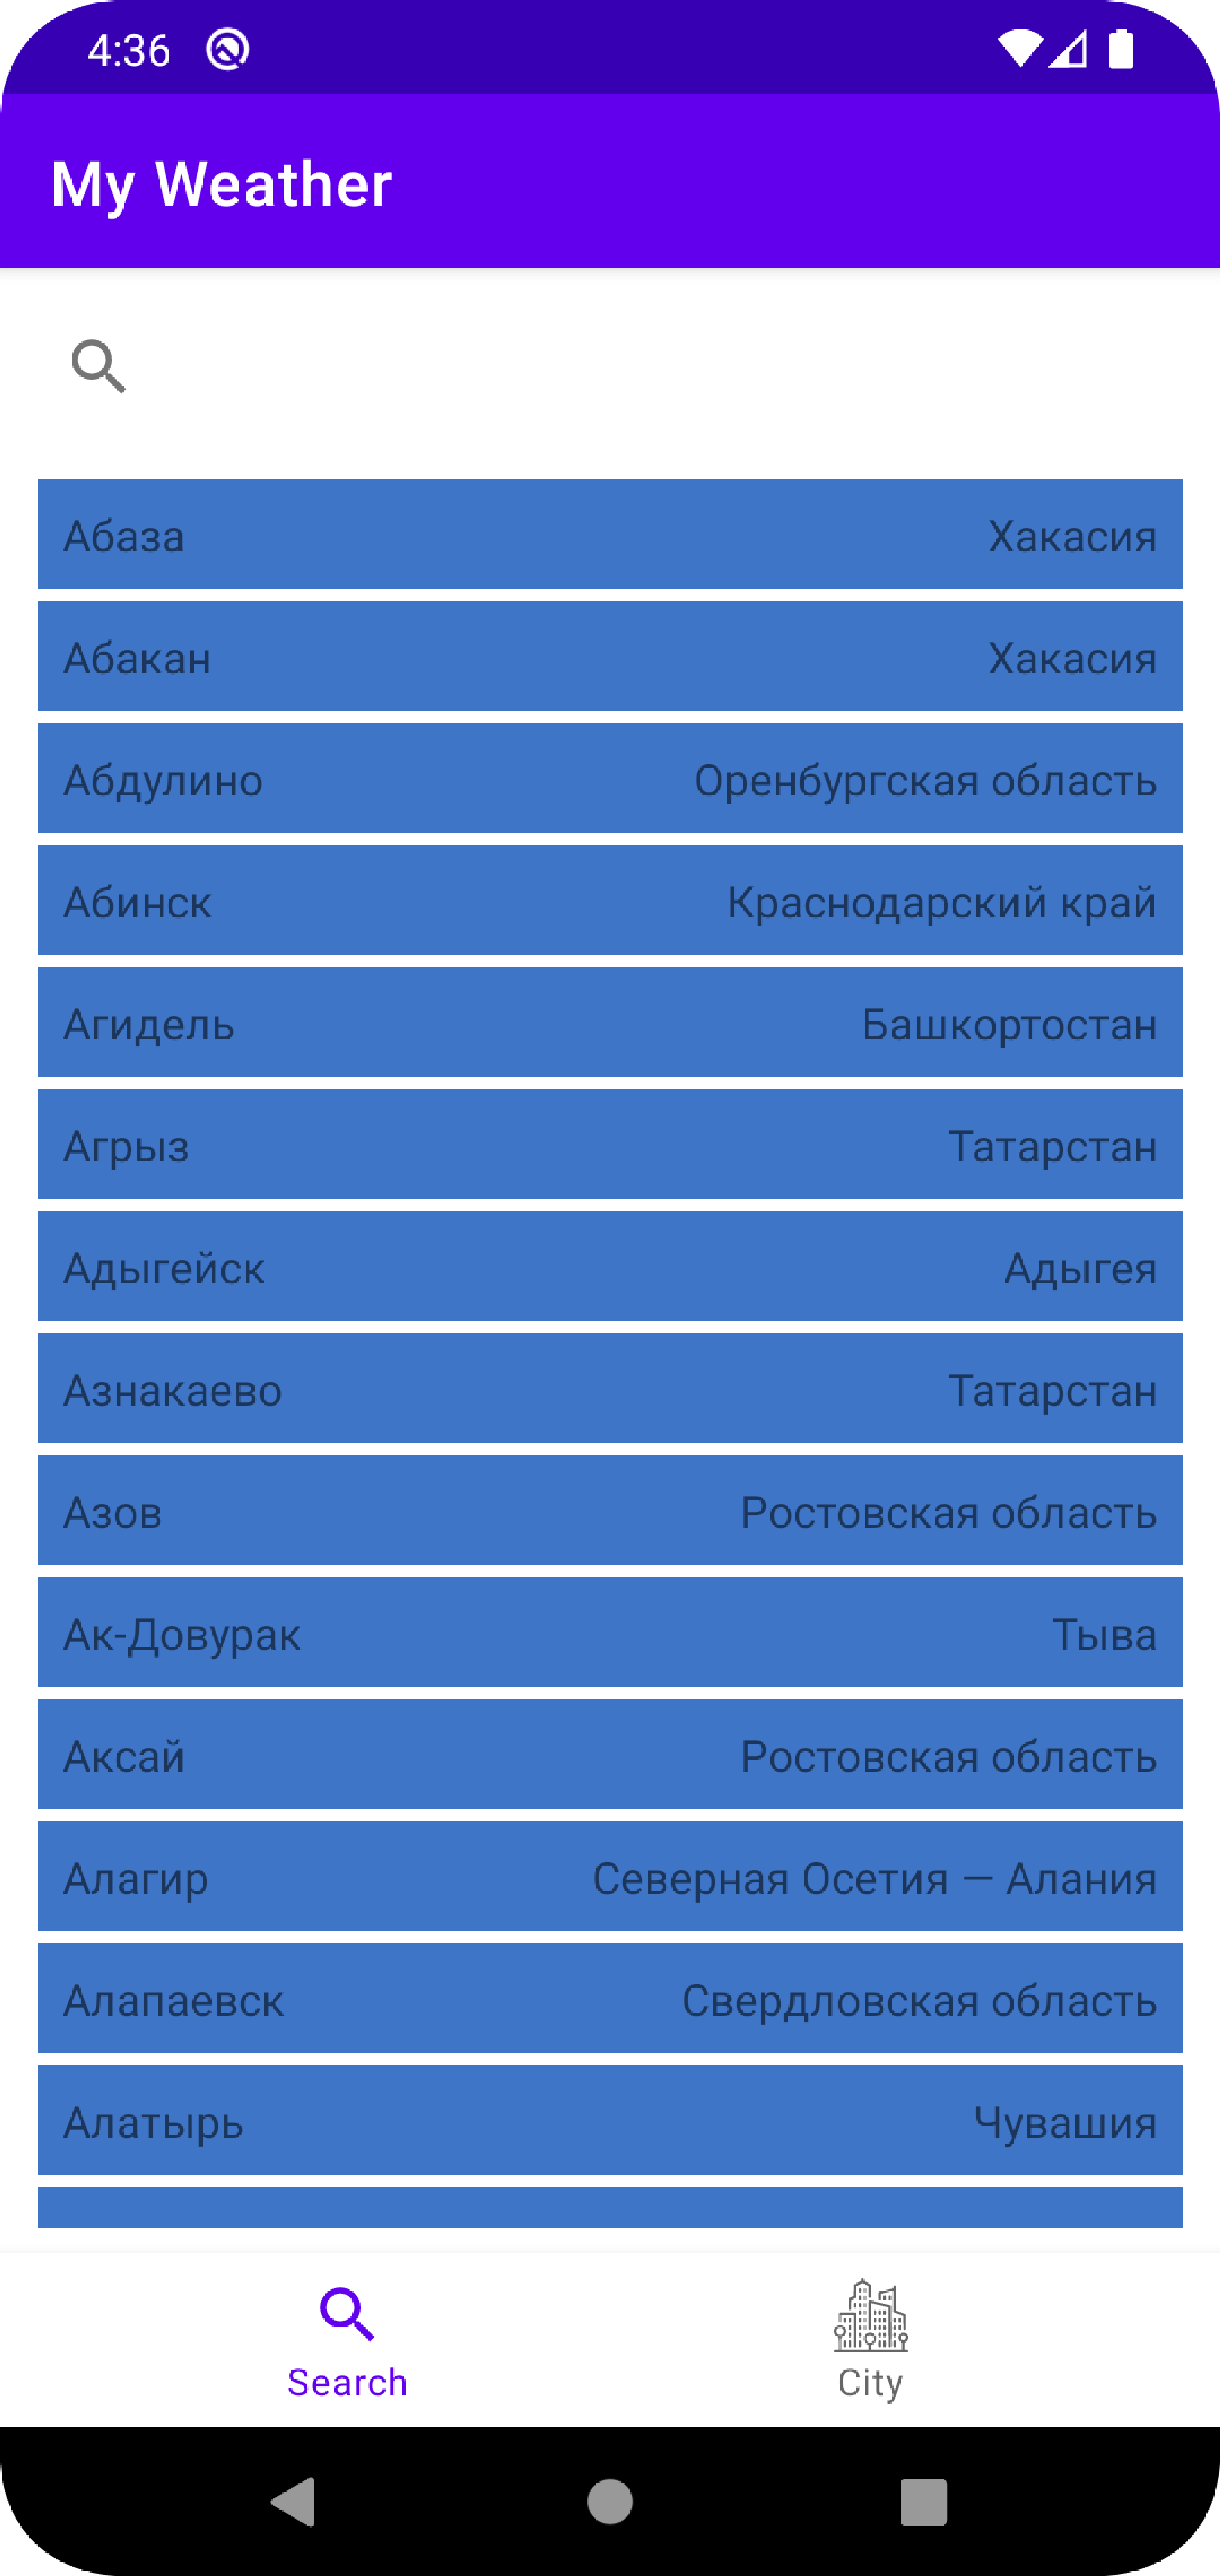 4:36
My Weather
Абаза Хакасия
Абакан Хакасия
Абдулино Оренбургская область
Абинск Краснодарский край
Агидель Башкортостан
Агрыз Татарстан
Адыгейск Адыгея
Азнакаево Татарстан
Азов Ростовская область
Ак-Довурак Тыва
Аксай Ростовская область
Алагир Северная Осетия — Алания
Алапаевск Свердловская область
Алатырь Чувашия
Search City